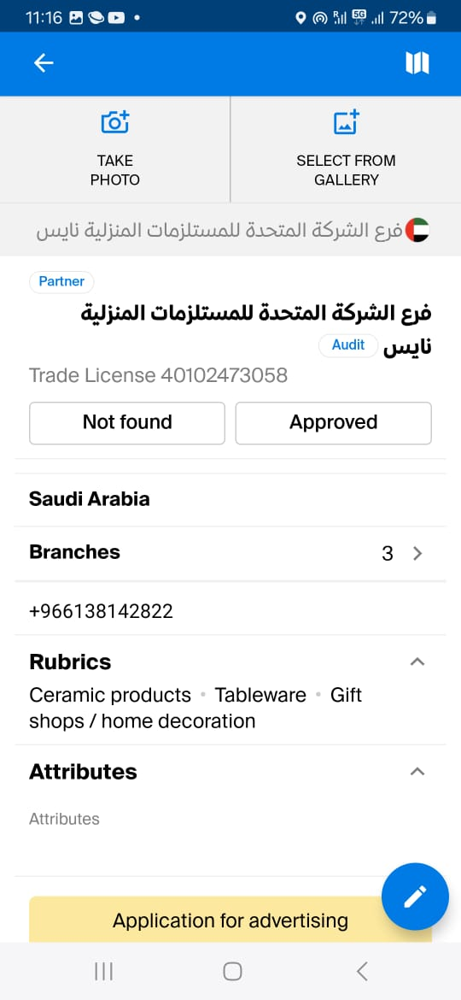 11:16
R
5G
72%
TAKE
PHOTO
SELECT FROM
GALLERY
فرع الشركة المتحدة للمستلزمات المنزلية نايس
Partner
فرع الشركة المتحدة للمستلزمات المنزلية
نايس Audit
Trade License 40102473058
Not found
Approved
Saudi Arabia
Branches 3
+966138142822
Rubrics
Ceramic products • Tableware • Gift
shops / home decoration
Attributes
Attributes
Application for advertising